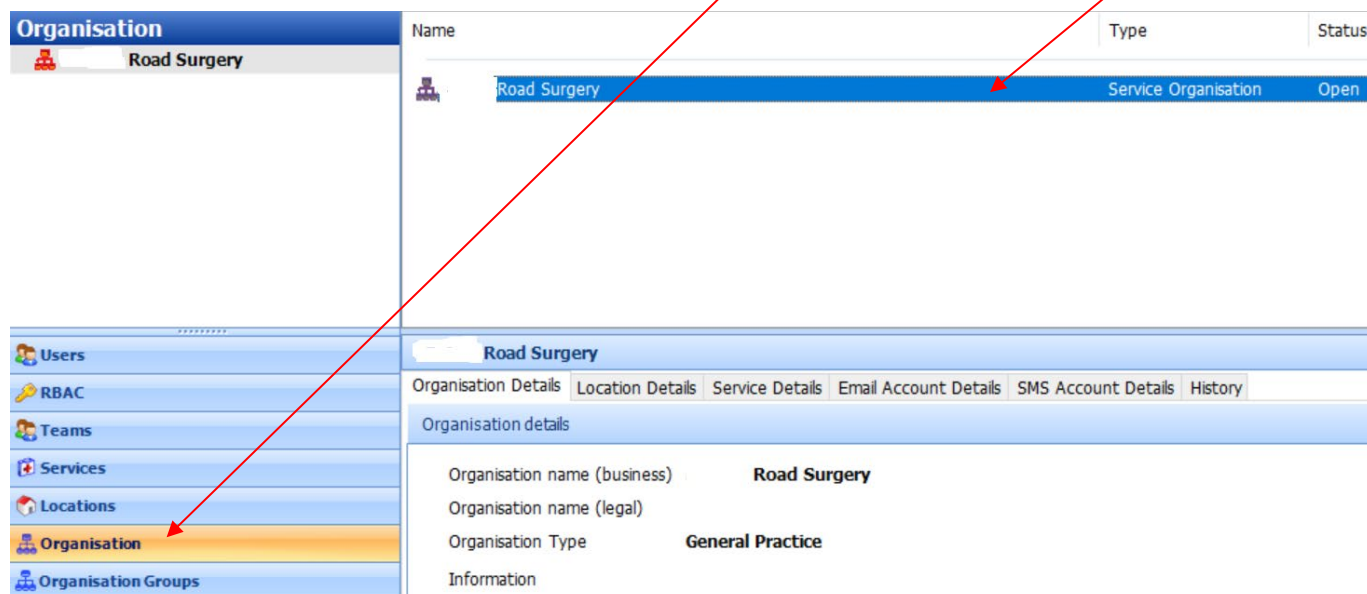 Organisation
Road Surgery
Users
RBAC
Teams
Services
Locations
Organisation
Organisation Groups
Name Type Status
Road Surgery Service Organisation Open
Road Surgery
Organisation Details Location Details Service Details Email Account Details SMS Account Details History
Organisation details
Organisation name (business) Road Surgery
Organisation name (legal)
Organisation Type General Practice
Information